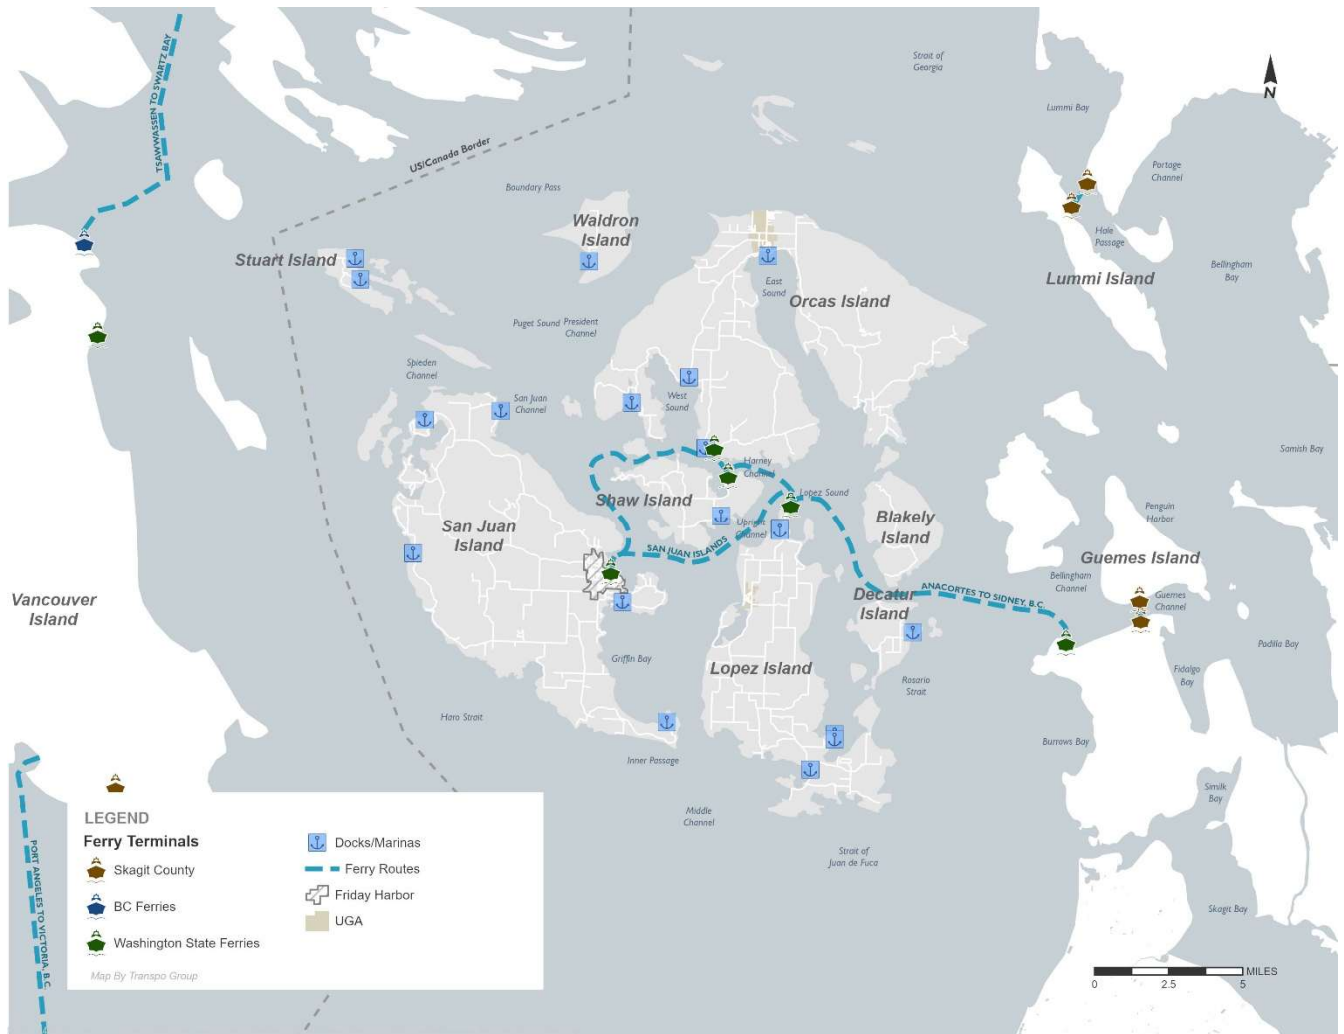 TSAWWASSEN TO SWARTZ BAY
US/Canada Border
Strait of
Georgia
N
Lummi Bay
Portage
Channel
Boundary Pass
Waldron
Island
Stuart Island
Hale
Passage
Bellingham
Bay
Lummi Island
East
Sound
Orcas Island
Puget Sound
President
Channel
Spieden
Channel
San Juan
Channel
West
Sound
Samish Bay
Harney
Channel
Shaw Island
Lopez Sound
Upright
Channel
San Juan
Island
SAN JUAN ISLANDS
Blakely
Island
Penguin
Harbor
Guemes Island
Bellingham
Channel
Guemes
Channel
ANACORTES TO SIDNEY, B.C.
Decatur
Island
Vancouver
Island
Padilla Bay
Griffin Bay
Lopez Island
Rosario
Strait
Fidalgo
Bay
Haro Strait
Burrows Bay
Inner Passage
Similk
Bay
Middle
Channel
Strait of
Juan de Fuca
Skagit Bay
PORT ANGELES TO VICTORIA, B.C.
LEGEND
Ferry Terminals
Skagit County
BC Ferries
Washington State Ferries
Docks/Marinas
Ferry Routes
Friday Harbor
UGA
Map By Transpo Group
MILES
0 2.5 5